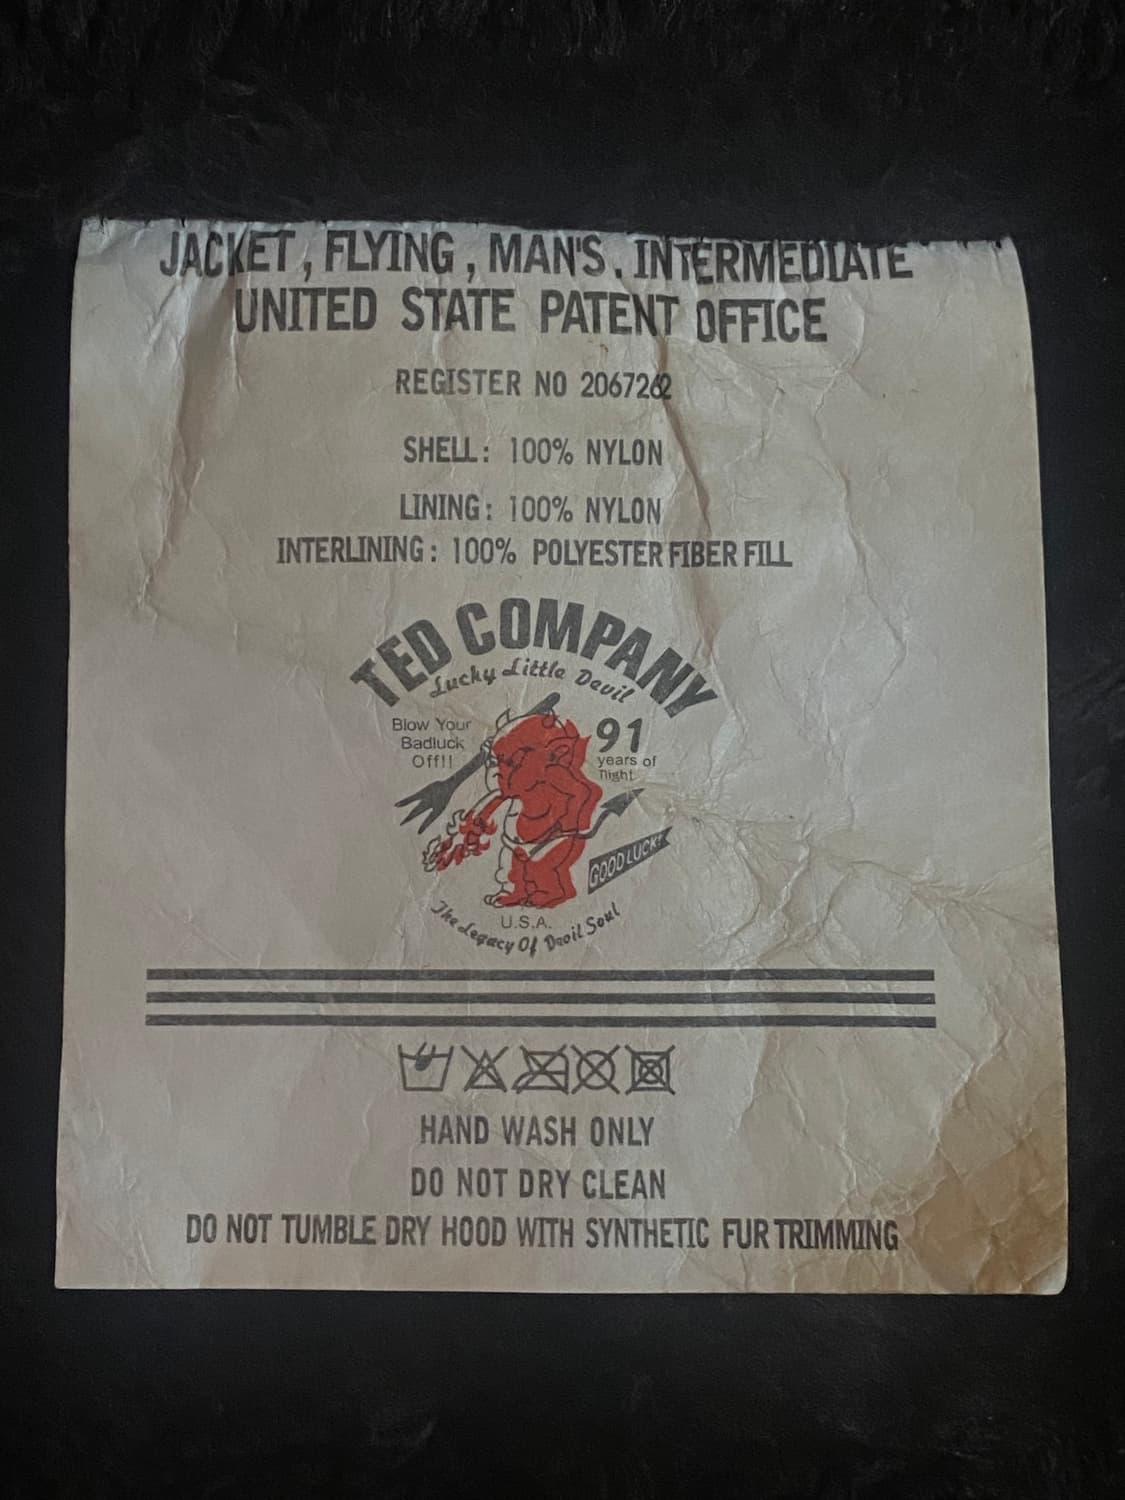 JACKET, FLYING, MAN'S. INTERMEDIATE
UNITED STATE PATENT OFFICE
REGISTER NO 2067262
SHELL: 100% NYLON
LINING: 100% NYLON
INTERLINING: 100% POLYESTER FIBER FILL
TED COMPANY
Lucky Little Devil
Blow Your
Badluck
Off!!
91
years of
flight
GOOD LUCK!
U.S.A.
The Legacy Of Devil Soul
HAND WASH ONLY
DO NOT DRY CLEAN
DO NOT TUMBLE DRY HOOD WITH SYNTHETIC FUR TRIMMING